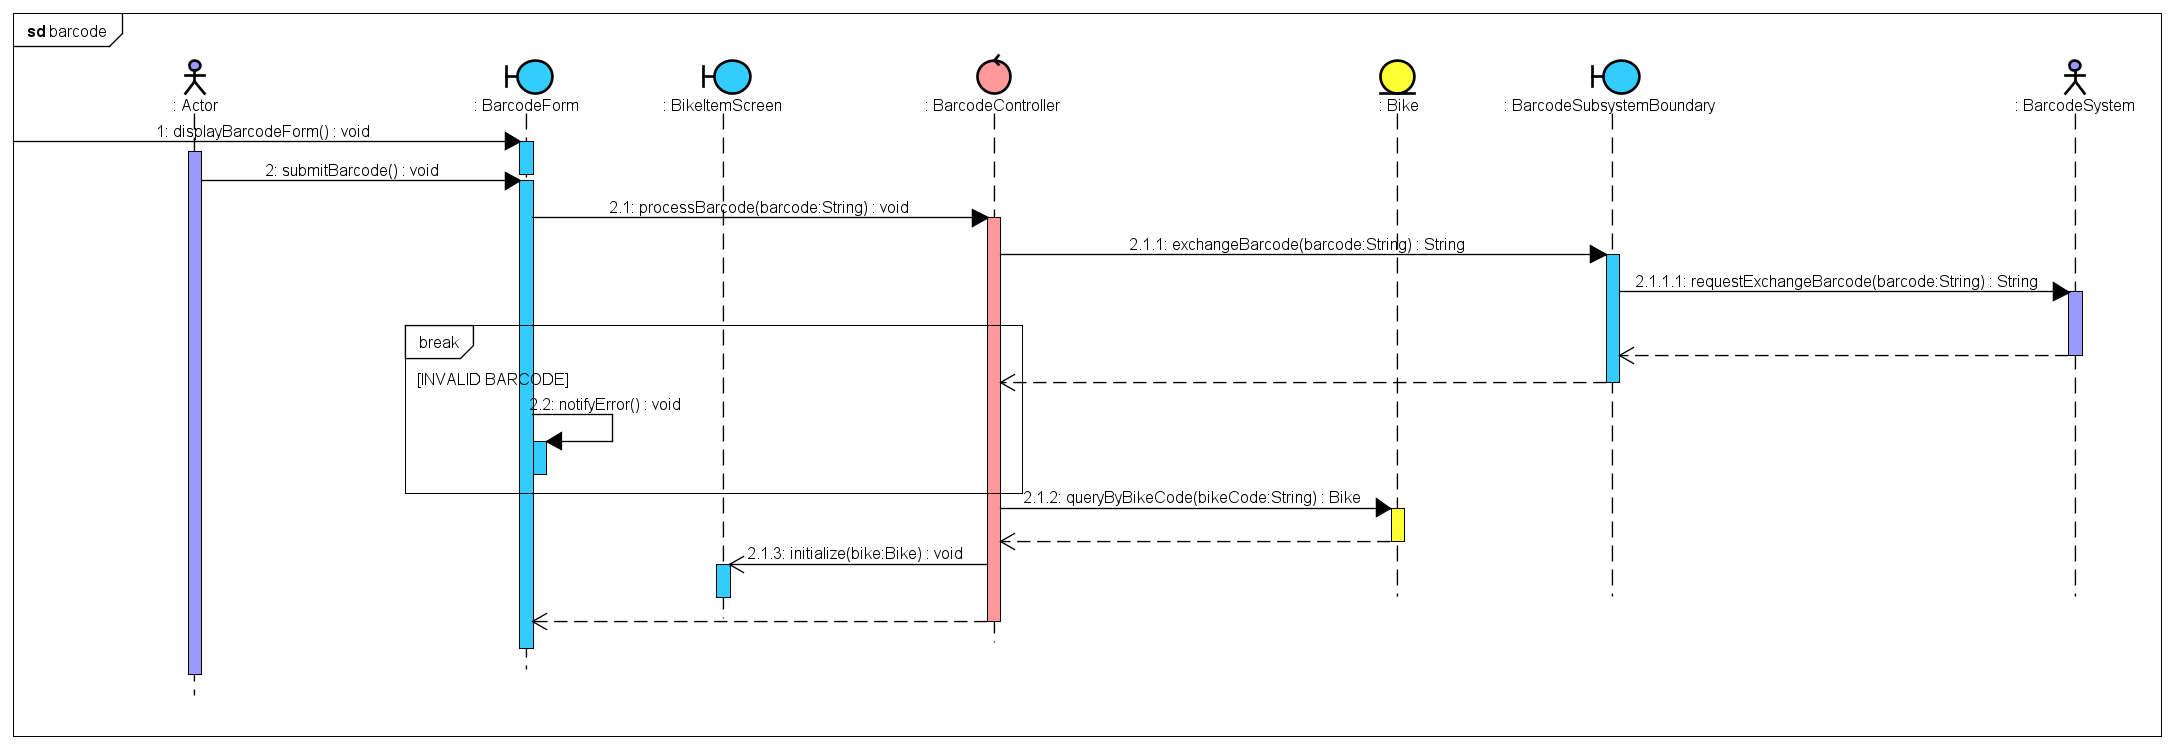 sd barcode
: Actor
: BarcodeForm
: BikeItemScreen
: BarcodeController
: Bike
: BarcodeSubsystemBoundary
: BarcodeSystem
1: displayBarcodeForm() : void
2: submitBarcode() : void
2.1: processBarcode(barcode:String) : void
2.1.1: exchangeBarcode(barcode:String) : String
2.1.1.1: requestExchangeBarcode(barcode:String) : String
break
[INVALID BARCODE]
2.2: notifyError() : void
2.1.2: queryByBikeCode(bikeCode:String) : Bike
2.1.3: initialize(bike:Bike) : void